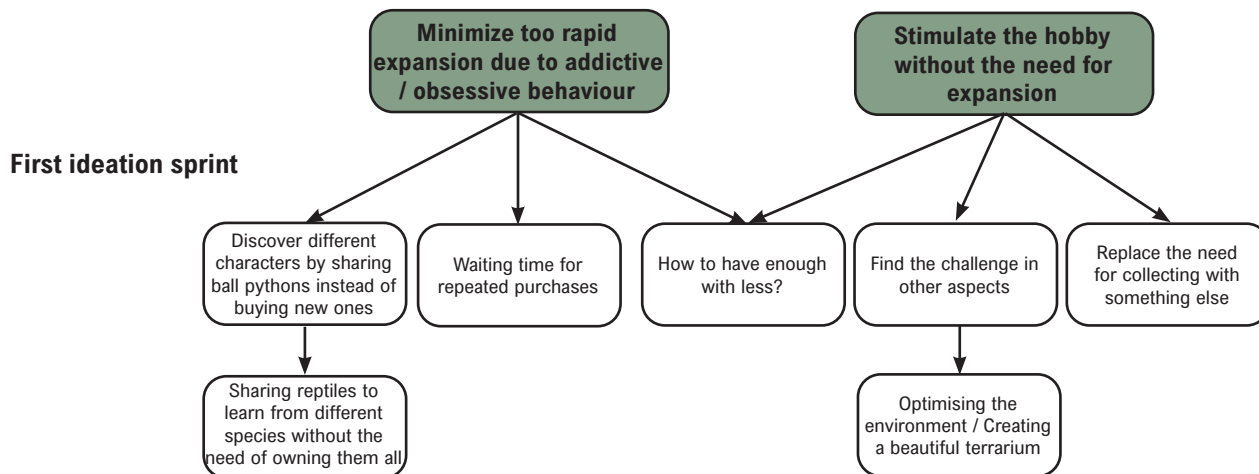 Minimize too rapid
expansion due to addictive
/ obsessive behaviour
Stimulate the hobby
without the need for
expansion
First ideation sprint
Discover different
characters by sharing
ball pythons instead of
buying new ones
Waiting time for
repeated purchases
How to have enough
with less?
Find the challenge in
other aspects
Replace the need
for collecting with
something else
Sharing reptiles to
learn from different
species without the
need of owning them all
Optimising the
environment / Creating
a beautiful terrarium